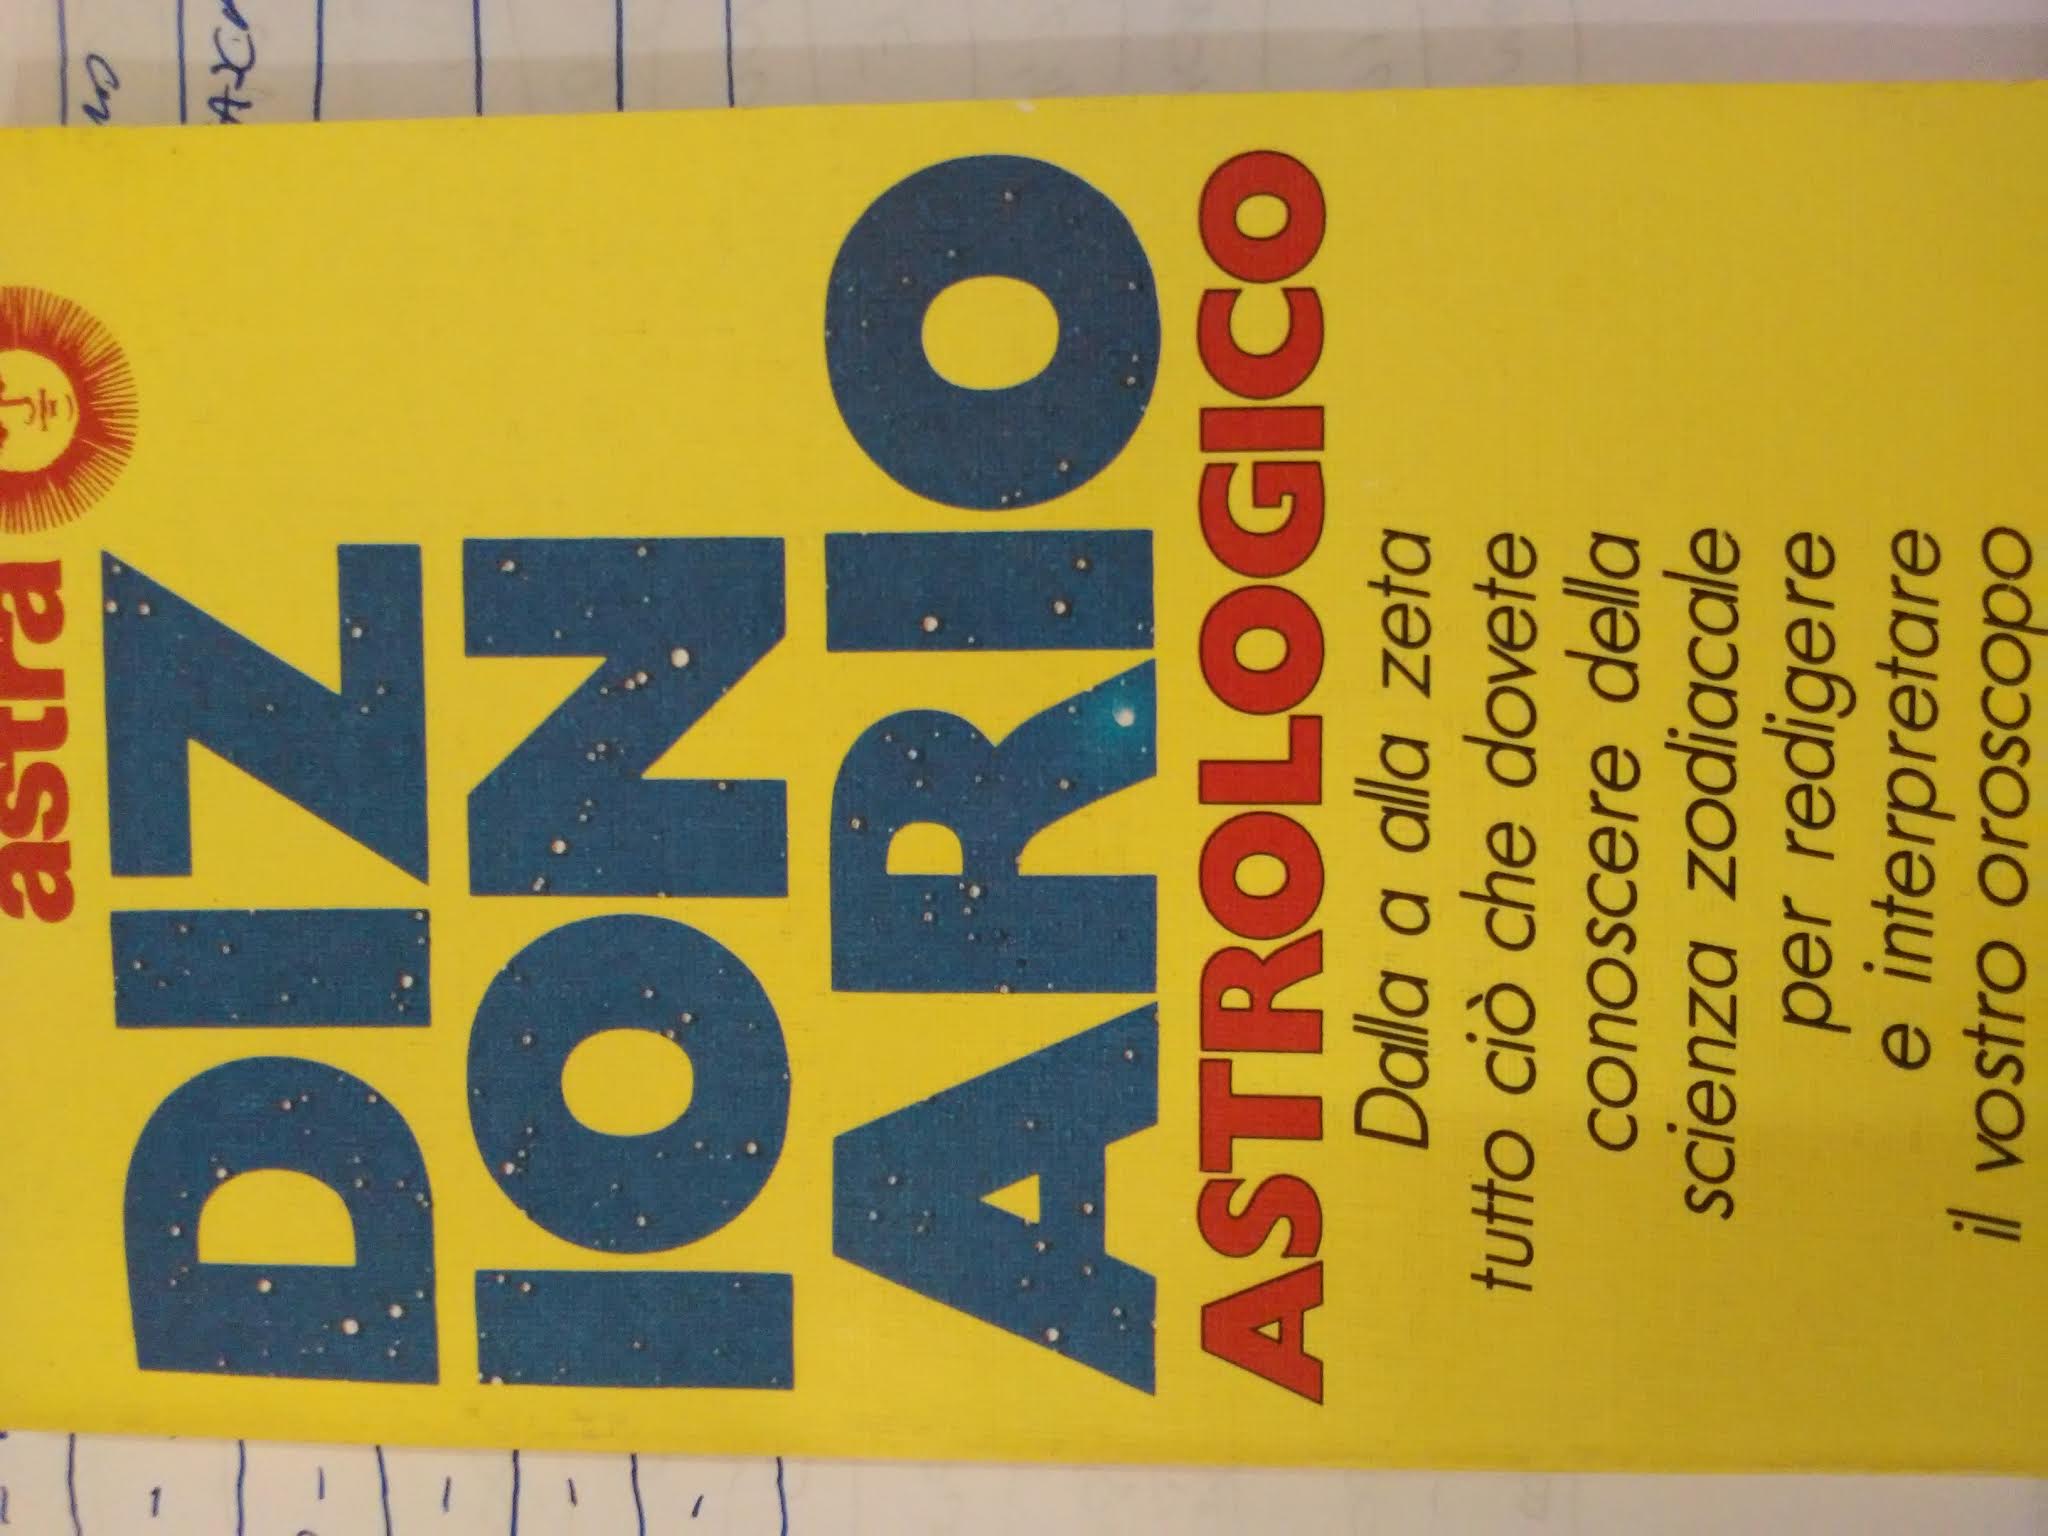 astra
DIZ
ION
ARIO
ASTROLOGICO
Dalla a alla zeta
tutto ciò che dovete
conoscere della
scienza zodiacale
per redigere
e interpretare
il vostro oroscopo